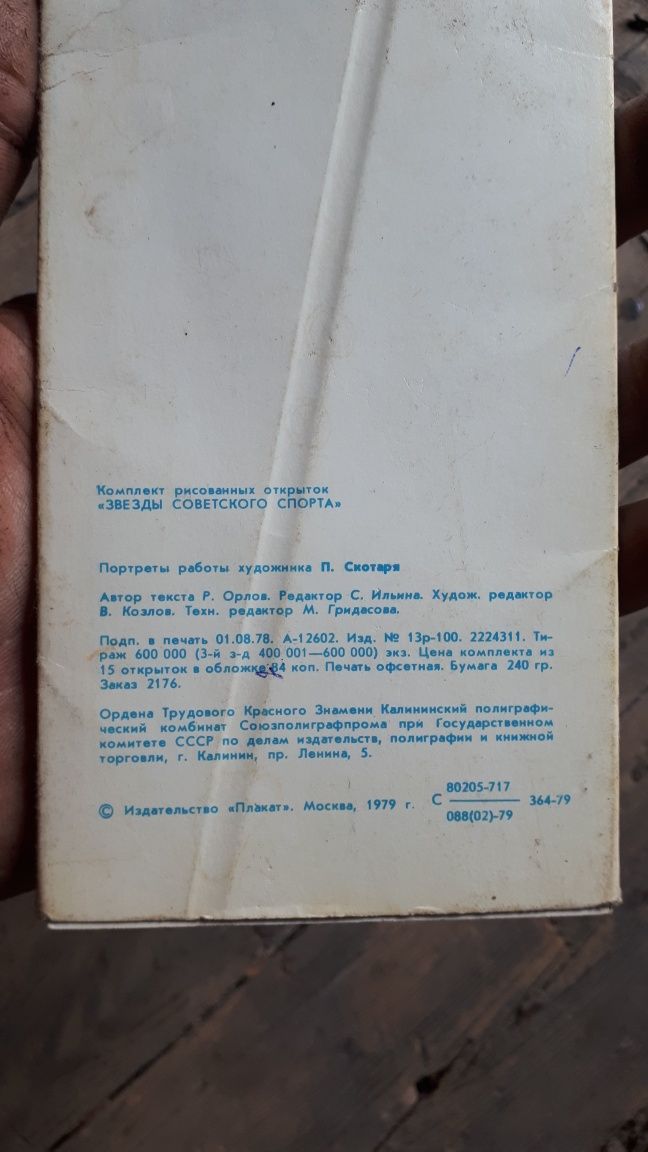 Комплект рисованных открыток
«ЗВЕЗДЫ СОВЕТСКОГО СПОРТА»
Портреты работы художника П. Скотаря
Автор текста Р. Орлов. Редактор С. Ильина. Худож. редактор
В. Козлов. Техн. редактор М. Гридасова.
Подп. в печать 01.08.78. А-12602. Изд. № 13р-100. 2224311. Ти-
раж 600 000 (3-й з-д 400 001—600 000) экз. Цена комплекта из
15 открыток в обложке 84 коп. Печать офсетная. Бумага 240 гр.
Заказ 2176.
Ордена Трудового Красного Знамени Калининский полиграфи-
ческий комбинат Союзполиграфпрома при Государственном
комитете СССР по делам издательств, полиграфии и книжной
торговли, г. Калинин, пр. Ленина, 5.
© Издательство «Плакат». Москва, 1979 г. С 80205-717 364-79
088(02)-79